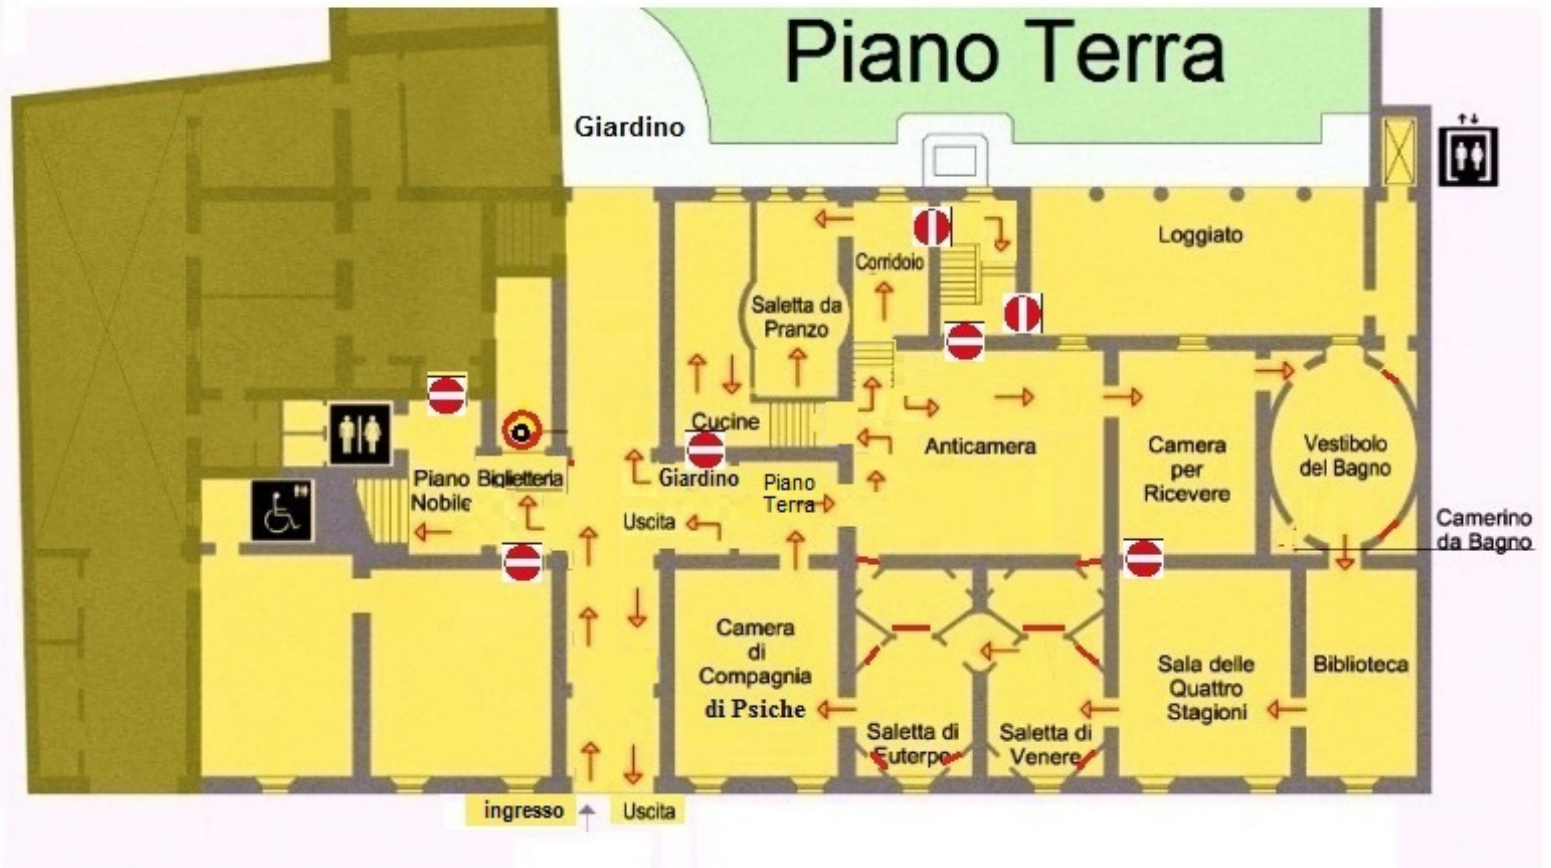 Piano Terra
Giardino
Loggiato
Corridoio
Saletta da
Pranzo
Cucine
Anticamera
Camera
per
Ricevere
Vestibolo
del Bagno
Piano
Nobile
Biglietteria
Giardino
Piano
Terra
Uscita
Camerino
da Bagno
Camera
di
Compagnia
di Psiche
Saletta di
Euterpe
Saletta di
Venere
Sala delle
Quattro
Stagioni
Biblioteca
ingresso
Uscita